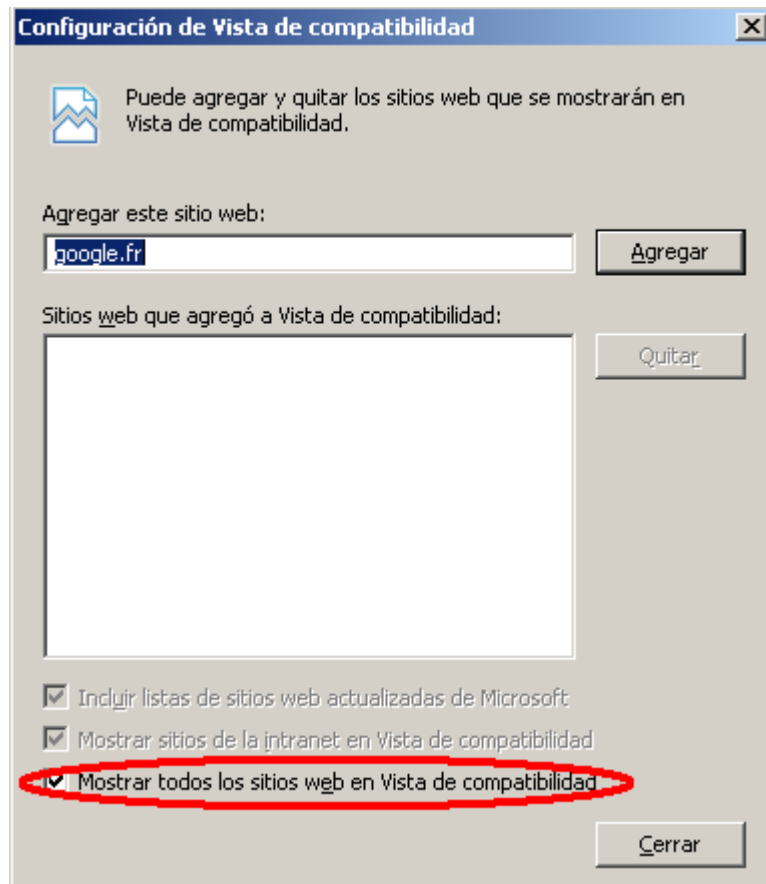 Configuración de Vista de compatibilidad
Puede agregar y quitar los sitios web que se mostrarán en
Vista de compatibilidad.
Agregar este sitio web:
google.fr
Agregar
Sitios web que agregó a Vista de compatibilidad:
Quitar
Incluir listas de sitios web actualizadas de Microsoft
Mostrar sitios de la intranet en Vista de compatibilidad
Mostrar todos los sitios web en Vista de compatibilidad
Cerrar